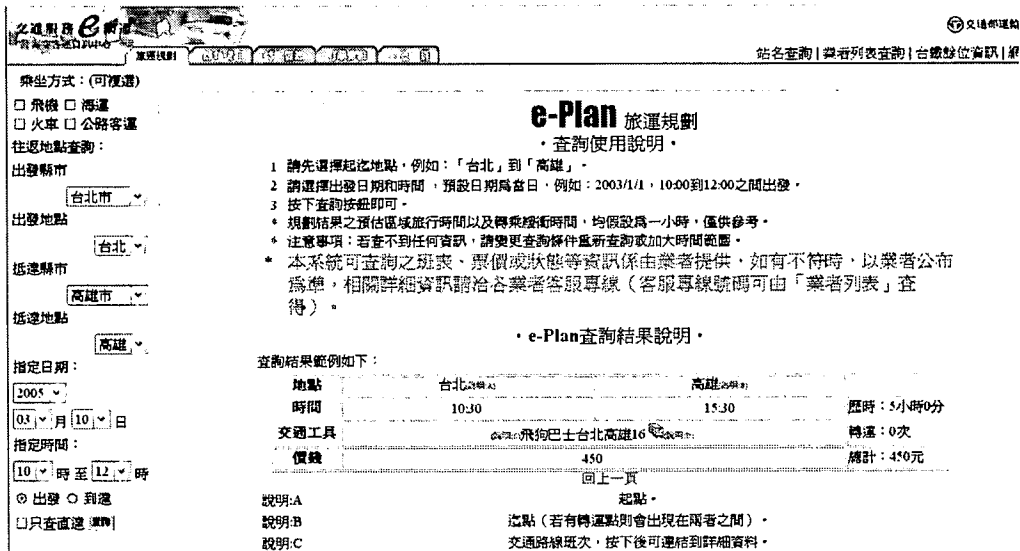 交通服務e網通
旅運規劃
交通部運輸
站名查詢 | 業者列表查詢 | 台鐵餘位資訊 | 網
乘坐方式：(可複選)
□ 飛機 □ 海運
□ 火車 □ 公路客運
往返地點查詢：
出發縣市
台北市
出發地點
台北
抵達縣市
高雄市
抵達地點
高雄
指定日期：
2005
03 月 10 日
指定時間：
10 時 至 12 時
出發 到達
□只查直達 查詢
e-Plan 旅運規劃
・查詢使用說明・
1 請先選擇起迄地點，例如：「台北」到「高雄」。
2 請選擇出發日期和時間，預設日期為當日，例如：2003/1/1，10:00到12:00之間出發。
3 按下查詢按鈕即可。
* 規劃結果之預估區域旅行時間以及轉乘緩衝時間，均假設為一小時，僅供參考。
* 注意事項：若查不到任何資訊，請變更查詢條件重新查詢或加大時間範圍。
* 本系統可查詢之班表、票價或狀態等資訊係由業者提供，如有不符時，以業者公布
為準，相關詳細資訊請洽各業者客服專線（客服專線號碼可由「業者列表」查
得）。
・e-Plan查詢結果說明・
查詢結果範例如下：
地點 台北 高雄
時間 10:30 15:30 歷時：5小時0分
交通工具 飛狗巴士台北高雄16 轉運：0次
價錢 450 總計：450元
回上一頁
說明:A 起點。
說明:B 迄點（若有轉運點則會出現在兩者之間）。
說明:C 交通路線班次，按下後可連結到詳細資料。